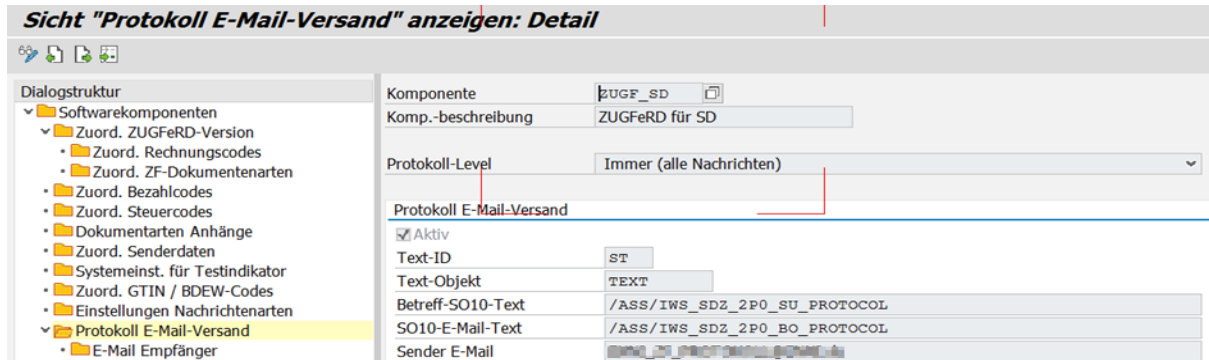 Sicht "Protokoll E-Mail-Versand" anzeigen: Detail
Dialogstruktur
Softwarekomponenten
Zuord. ZUGFeRD-Version
Zuord. Rechnungscodes
Zuord. ZF-Dokumentenarten
Zuord. Bezahlcodes
Zuord. Steuercodes
Dokumentarten Anhänge
Zuord. Senderdaten
Systemeinst. für Testindikator
Zuord. GTIN / BDEW-Codes
Einstellungen Nachrichtenarten
Protokoll E-Mail-Versand
E-Mail Empfänger
Komponente ZUGF_SD
Komp.-beschreibung ZUGFeRD für SD
Protokoll-Level Immer (alle Nachrichten)
Protokoll E-Mail-Versand
Aktiv
Text-ID ST
Text-Objekt TEXT
Betreff-SO10-Text /ASS/IWS_SDZ_2P0_SU_PROTOCOL
SO10-E-Mail-Text /ASS/IWS_SDZ_2P0_BO_PROTOCOL
Sender E-Mail